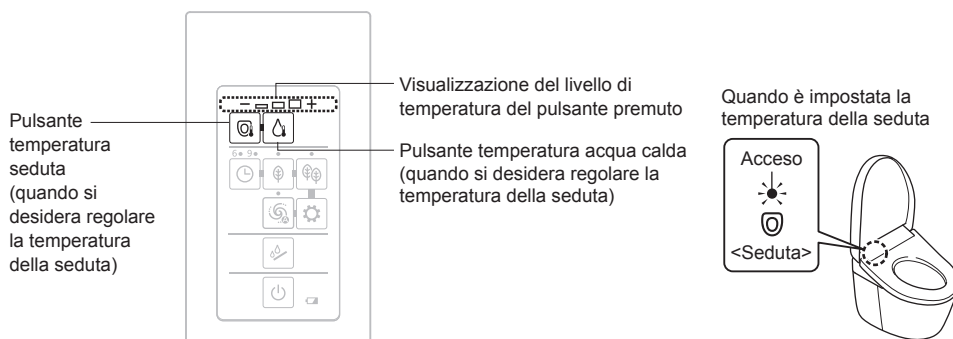 Pulsante
temperatura
seduta
(quando si
desidera regolare
la temperatura
della seduta)
− +
6 9
Visualizzazione del livello di
temperatura del pulsante premuto
Pulsante temperatura acqua calda
(quando si desidera regolare la
temperatura della seduta)
Quando è impostata la
temperatura della seduta
Acceso
<Seduta>